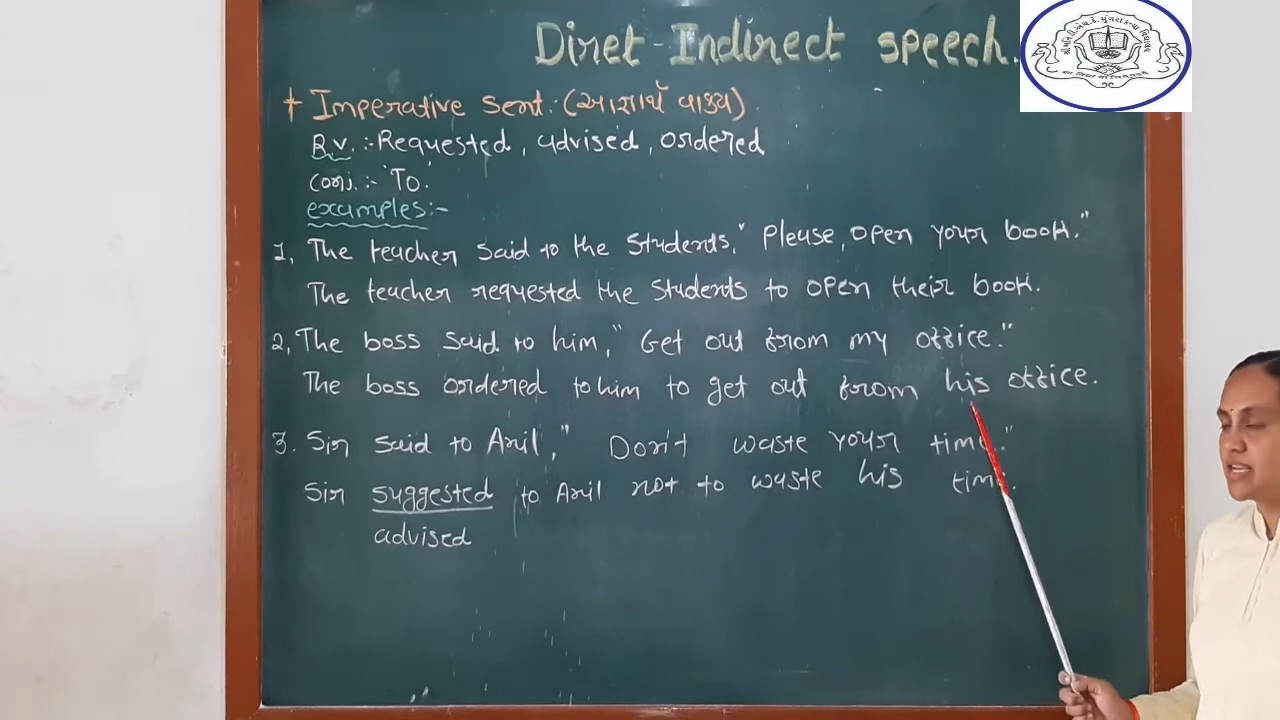 Diret-Indirect speech.
+ Imperative Sent. :(આજ્ઞાર્થ વાક્ય)
R.V. :- Requested, advised, ordered
Conj. :- 'To.'
examples:-
1, The teacher said to the students," Please, open your book."
The teacher requested the students to open their book.
2, The boss said to him," Get out from my office."
The boss ordered to him to get out from his office.
3. Sir said to Anil," Don't waste your time."
Sir suggested to Anil not to waste his time.
advised